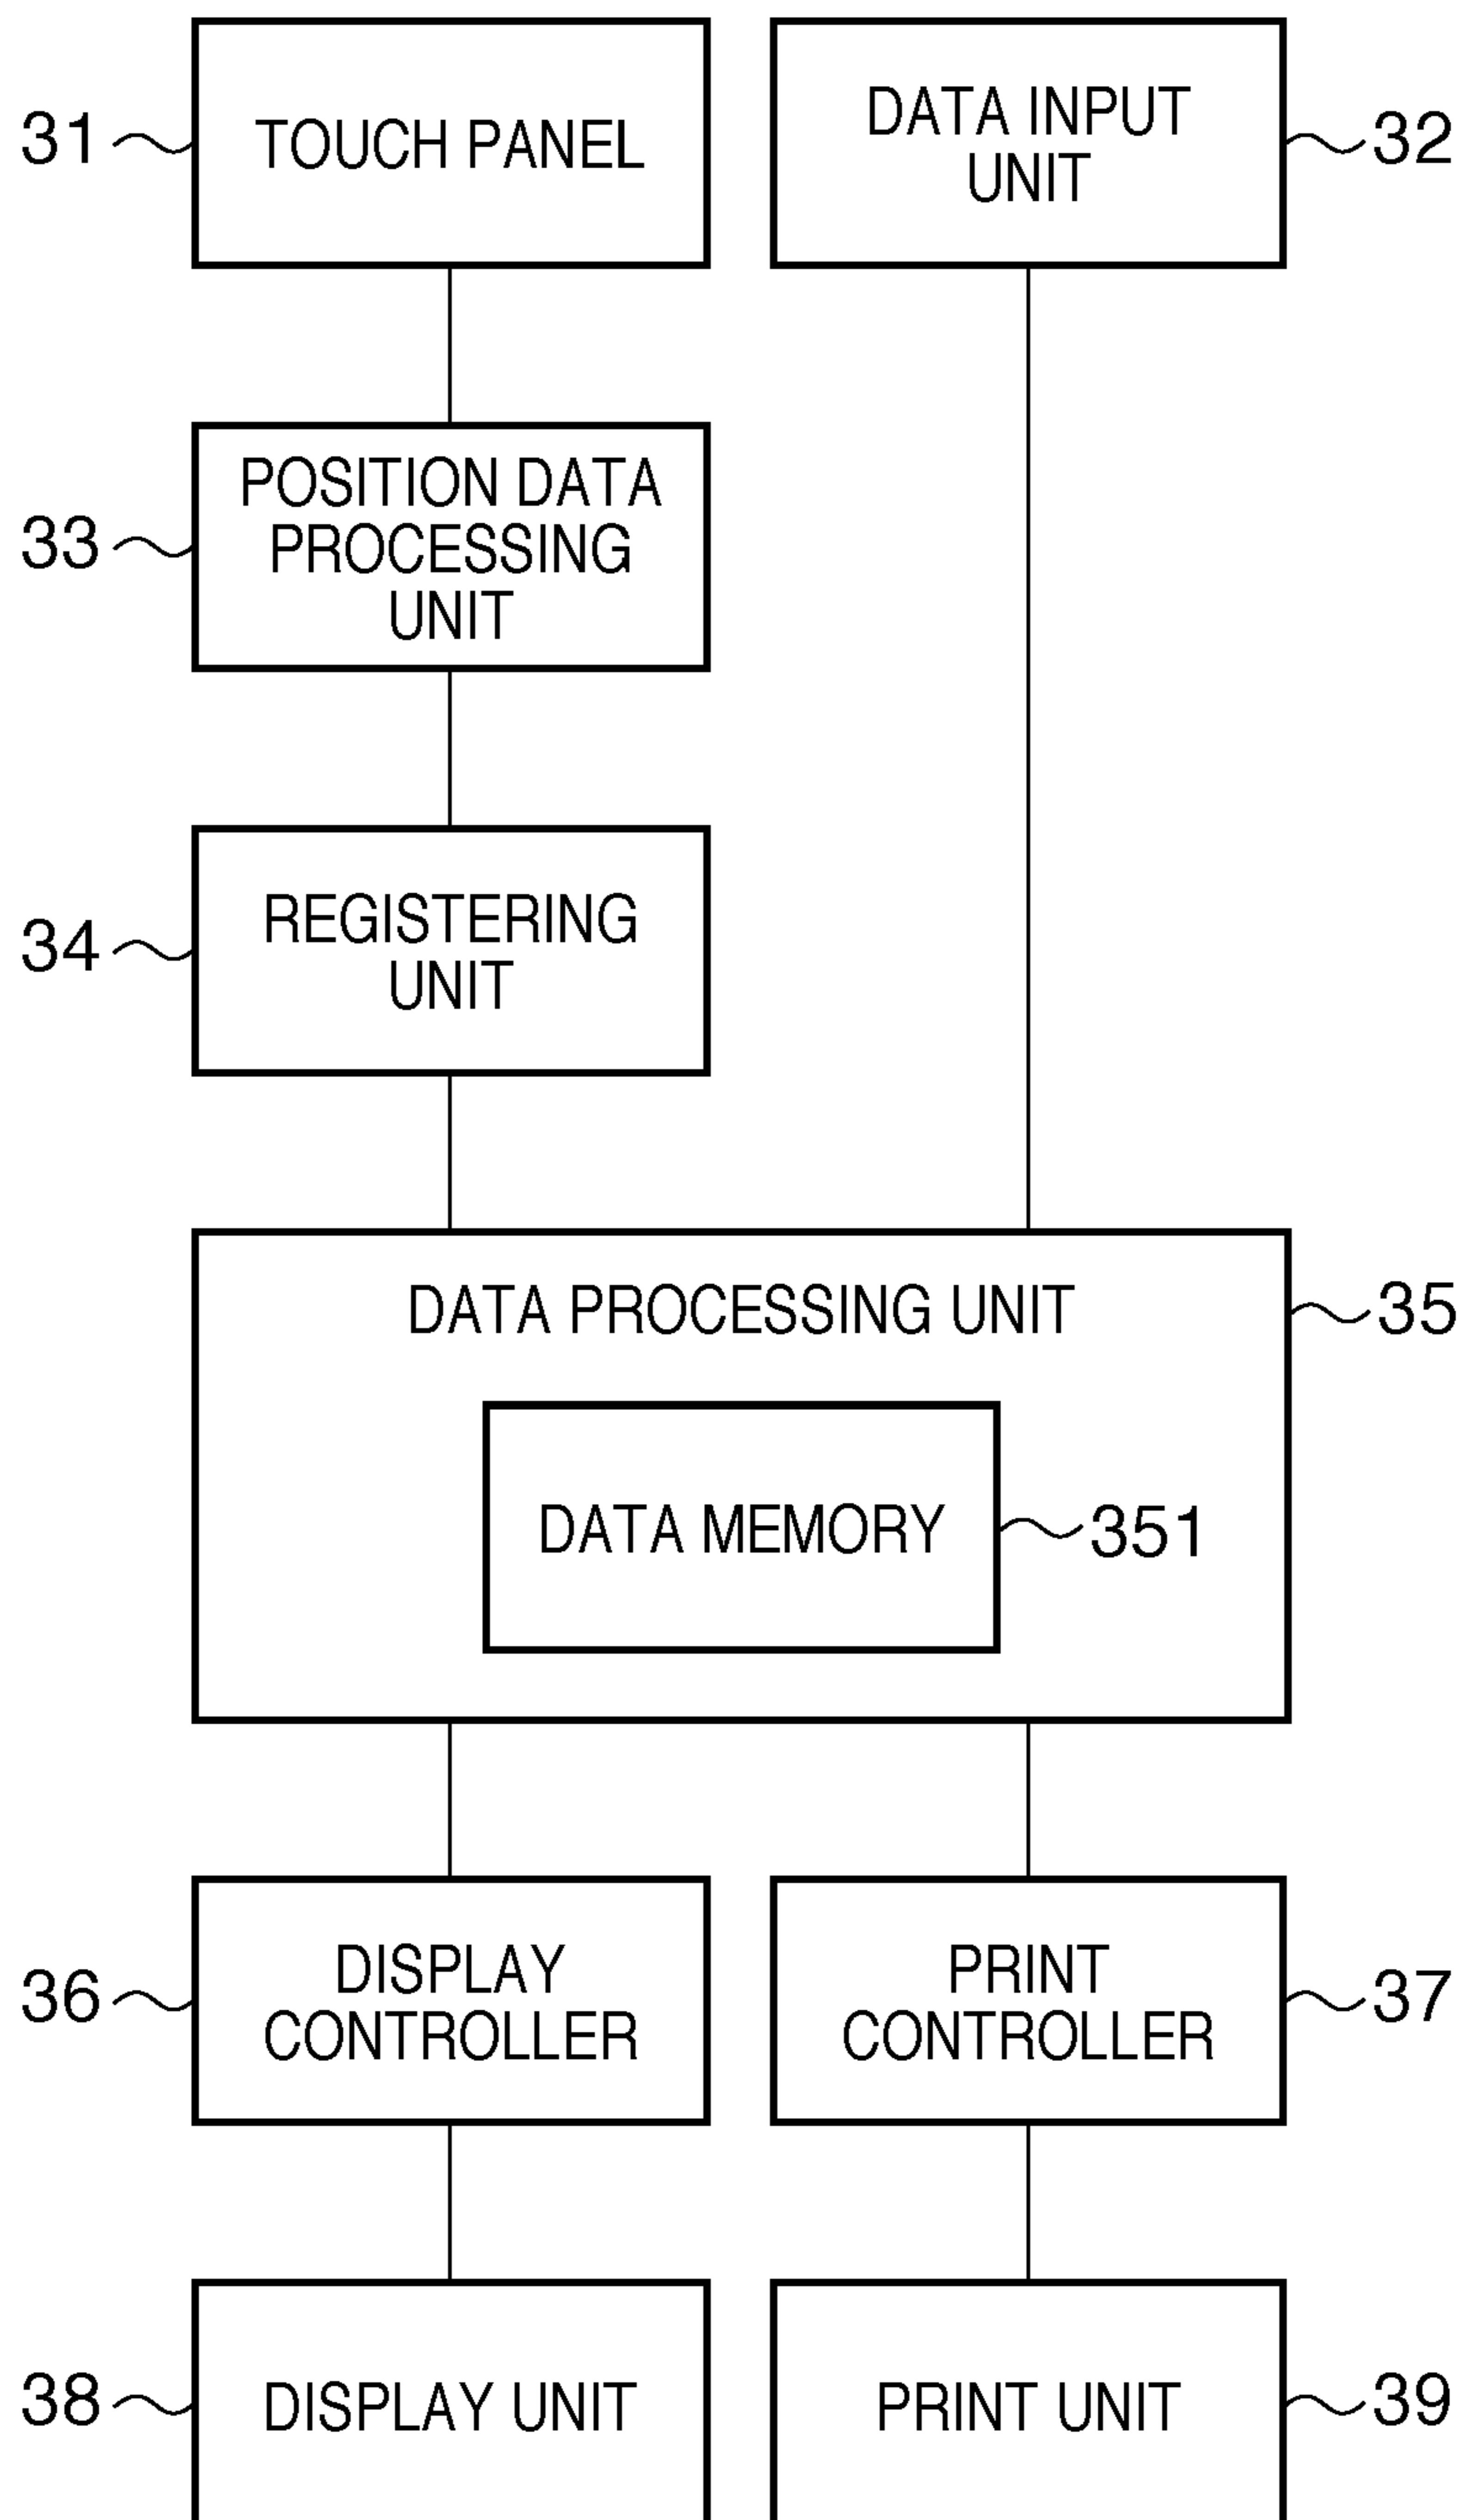 31
TOUCH PANEL
DATA INPUT
UNIT
32
33
POSITION DATA
PROCESSING
UNIT
34
REGISTERING
UNIT
DATA PROCESSING UNIT
35
DATA MEMORY
351
36
DISPLAY
CONTROLLER
PRINT
CONTROLLER
37
38
DISPLAY UNIT
PRINT UNIT
39